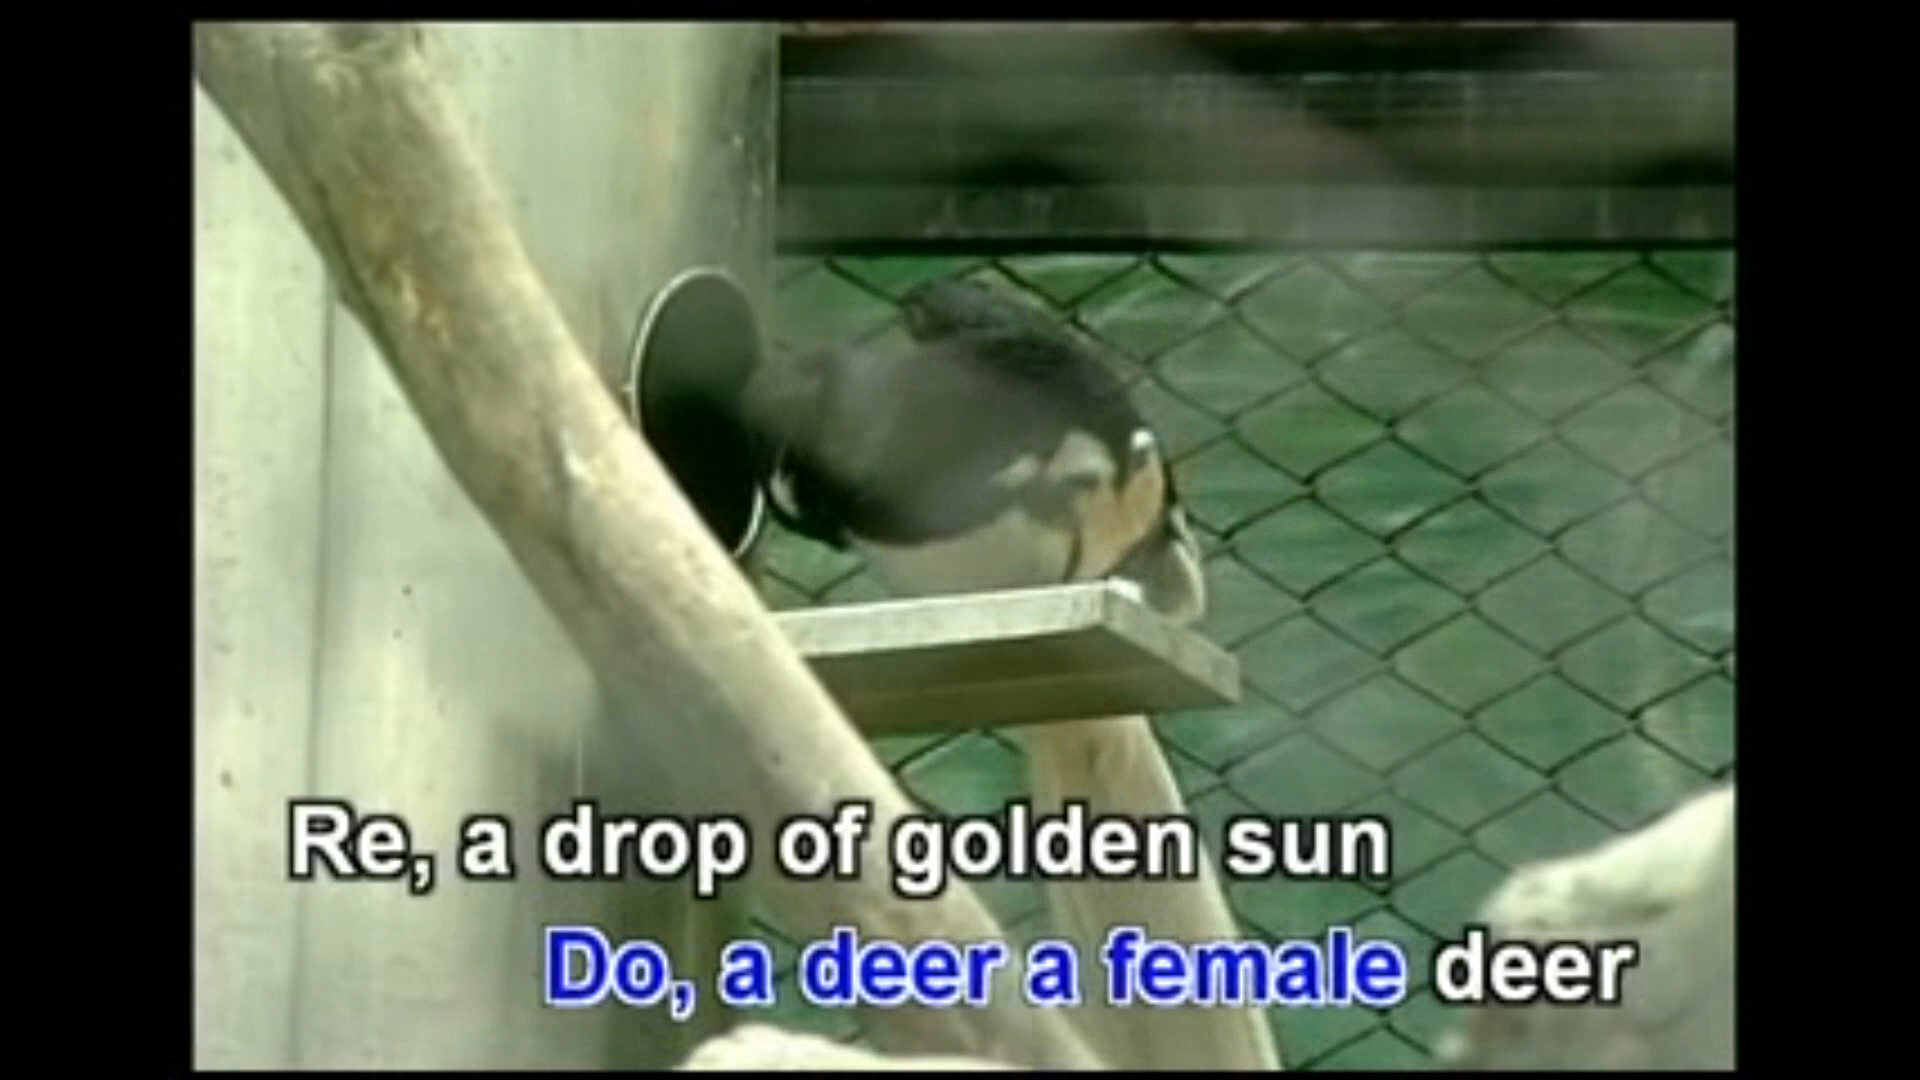 Re, a drop of golden sun
Do, a deer a female deer